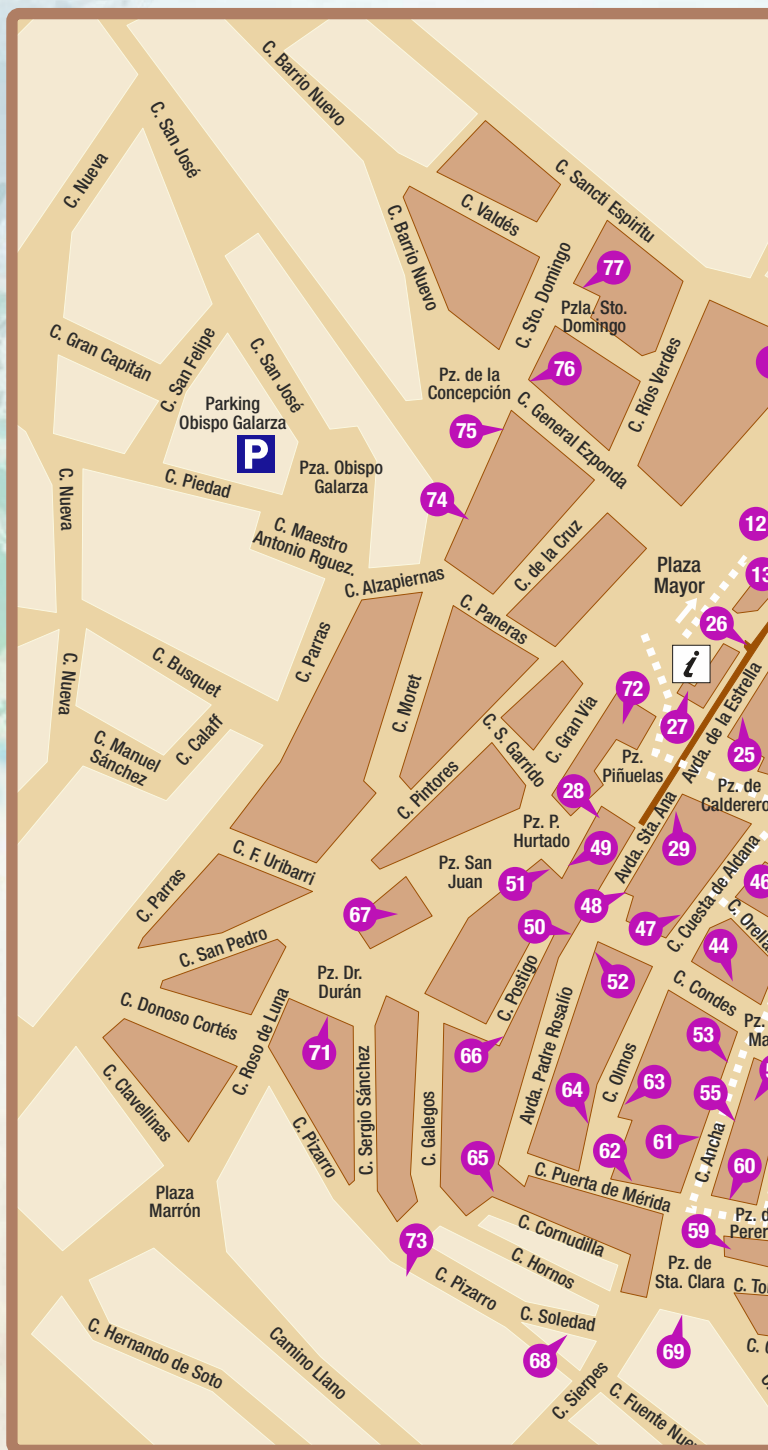 C. Barrio Nuevo
C. San José
C. Nueva
C. Sancti Espiritu
C. Valdés
C. Barrio Nuevo
C. Sto. Domingo
77
Pzla. Sto.
Domingo
C. Gran Capitán
C. San Felipe
C. San José
76
C. Ríos Verdes
Pz. de la
Concepción
Parking
Obispo Galarza
P
C. General Ezponda
75
Pza. Obispo
Galarza
C. Piedad
C. Nueva
74
12
C. Maestro
Antonio Rguez.
C. de la Cruz
Plaza
Mayor
13
C. Alzapiernas
C. Paneras
26
C. Parras
i
C. Busquet
C. Nueva
C. Moret
72
Avda. de la Estrella
C. Gran Vía
27
C. S. Garrido
25
C. Calaff
C. Manuel
Sánchez
Pz.
Piñuelas
C. Pintores
28
Pz. de
Caldorero
Avda. Sta. Ana
Pz. P.
Hurtado
49
29
C. F. Uribarri
Pz. San
Juan
51
C. Cuesta de Aldana
46
C. Parras
67
48
50
47
C. Orella
44
C. San Pedro
Pz. Dr.
Durán
C. Postigo
52
C. Condes
C. Donoso Cortés
C. Roso de Luna
Avda. Padre Rosalio
Pz.
Ma
53
71
66
C. Olmos
63
C. Sergio Sánchez
64
55
C. Clavellinas
C. Galegos
C. Pizarro
61
C. Ancha
62
65
60
C. Puerta de Mérida
Plaza
Marrón
Pz. d
Perer
59
73
C. Cornudilla
C. Hornos
Pz. de
Sta. Clara
C. Pizarro
C. To
C. Soledad
69
68
C. Hernando de Soto
Camino Llano
C. Sierpes
C. Fuente Nue